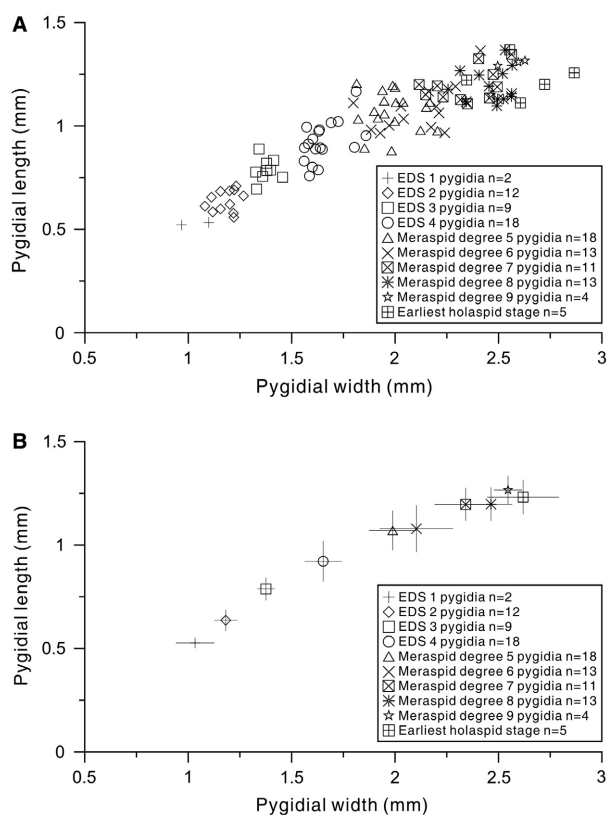 A
1.5
1
0.5
0
Pygidial length (mm)
EDS 1 pygidia n=2
EDS 2 pygidia n=12
EDS 3 pygidia n=9
EDS 4 pygidia n=18
Meraspid degree 5 pygidia n=18
Meraspid degree 6 pygidia n=13
Meraspid degree 7 pygidia n=11
Meraspid degree 8 pygidia n=13
Meraspid degree 9 pygidia n=4
Earliest holaspid stage n=5
0.5 1 1.5 2 2.5 3
Pygidial width (mm)
B
1.5
1
0.5
0
Pygidial length (mm)
EDS 1 pygidia n=2
EDS 2 pygidia n=12
EDS 3 pygidia n=9
EDS 4 pygidia n=18
Meraspid degree 5 pygidia n=18
Meraspid degree 6 pygidia n=13
Meraspid degree 7 pygidia n=11
Meraspid degree 8 pygidia n=13
Meraspid degree 9 pygidia n=4
Earliest holaspid stage n=5
0.5 1 1.5 2 2.5 3
Pygidial width (mm)